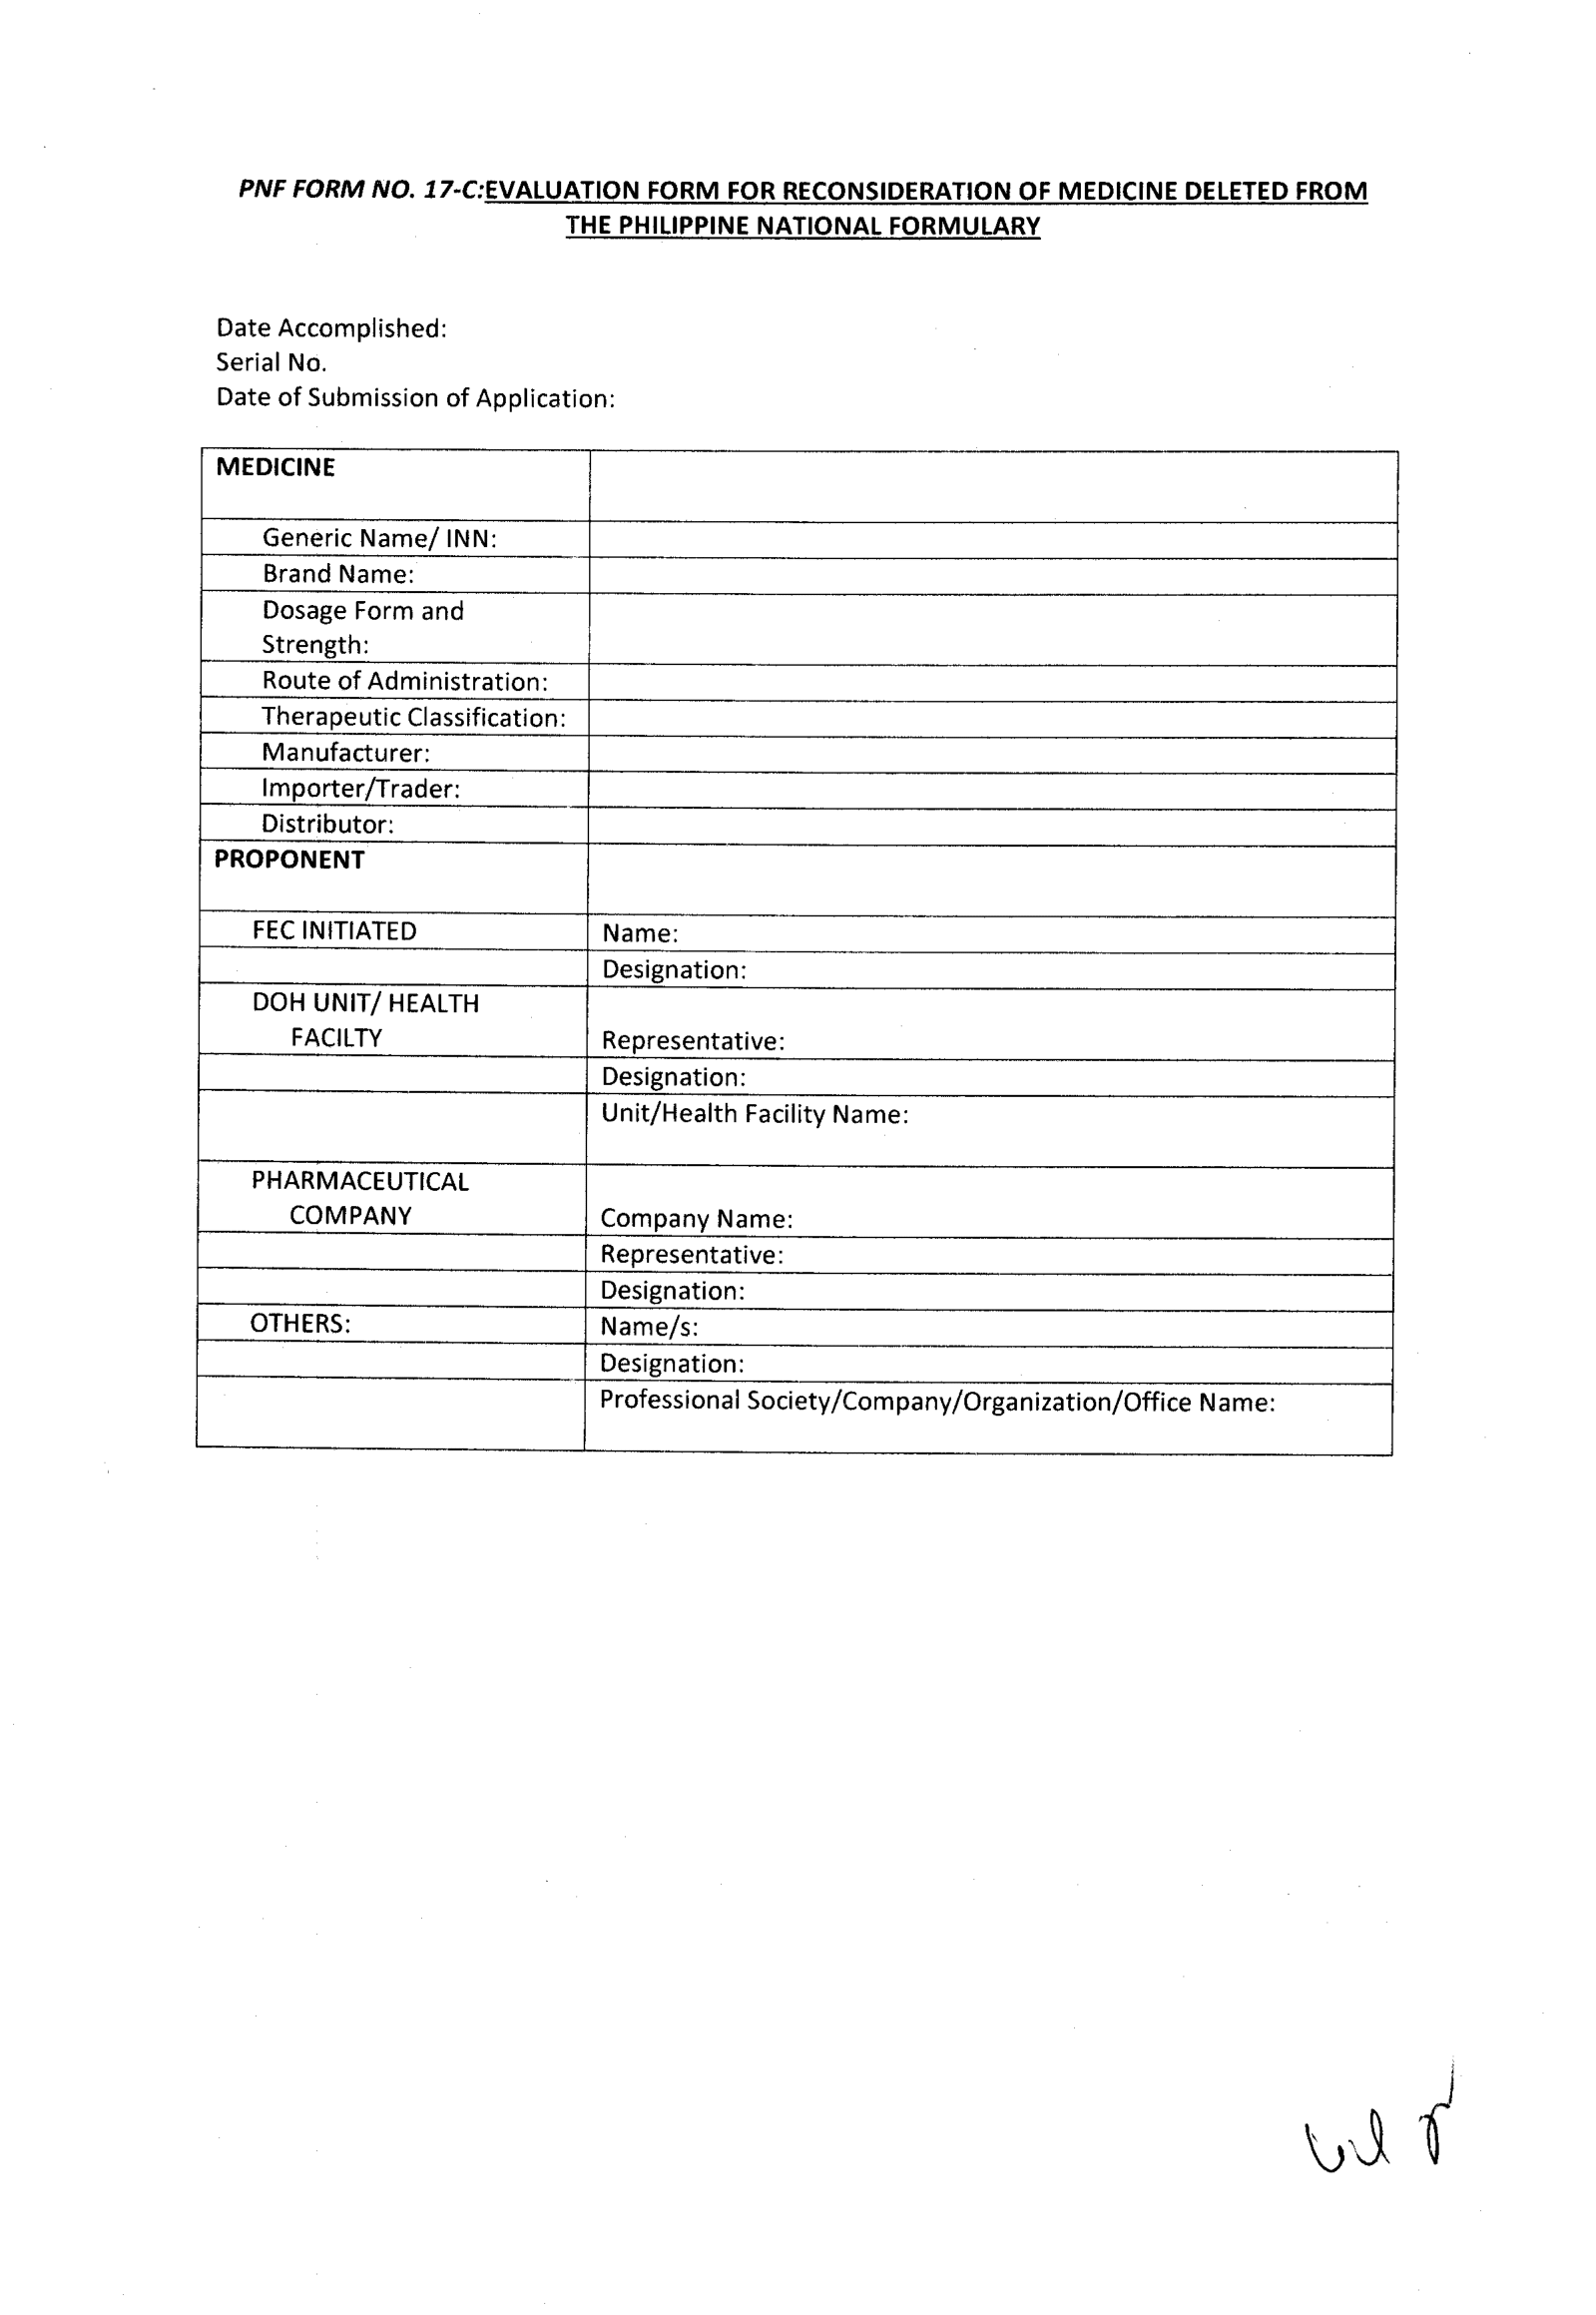 PNF FORM NO. 17-C:EVALUATION FORM FOR RECONSIDERATION OF MEDICINE DELETED FROM
THE PHILIPPINE NATIONAL FORMULARY
Date Accomplished:
Serial No.
Date of Submission of Application:
MEDICINE
Generic Name/ INN:
Brand Name:
Dosage Form and
Strength:
Route of Administration:
Therapeutic Classification:
Manufacturer:
Importer/Trader:
Distributor:
PROPONENT
FEC INITIATED
Name:
Designation:
DOH UNIT/ HEALTH
FACILTY
Representative:
Designation:
Unit/Health Facility Name:
PHARMACEUTICAL
COMPANY
Company Name:
Representative:
Designation:
OTHERS:
Name/s:
Designation:
Professional Society/Company/Organization/Office Name: